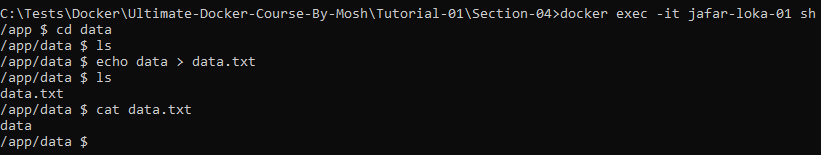 C:\Tests\Docker\Ultimate-Docker-Course-By-Mosh\Tutorial-01\Section-04>docker exec -it jafar-loka-01 sh
/app $ cd data
/app/data $ ls
/app/data $ echo data > data.txt
/app/data $ ls
data.txt
/app/data $ cat data.txt
data
/app/data $